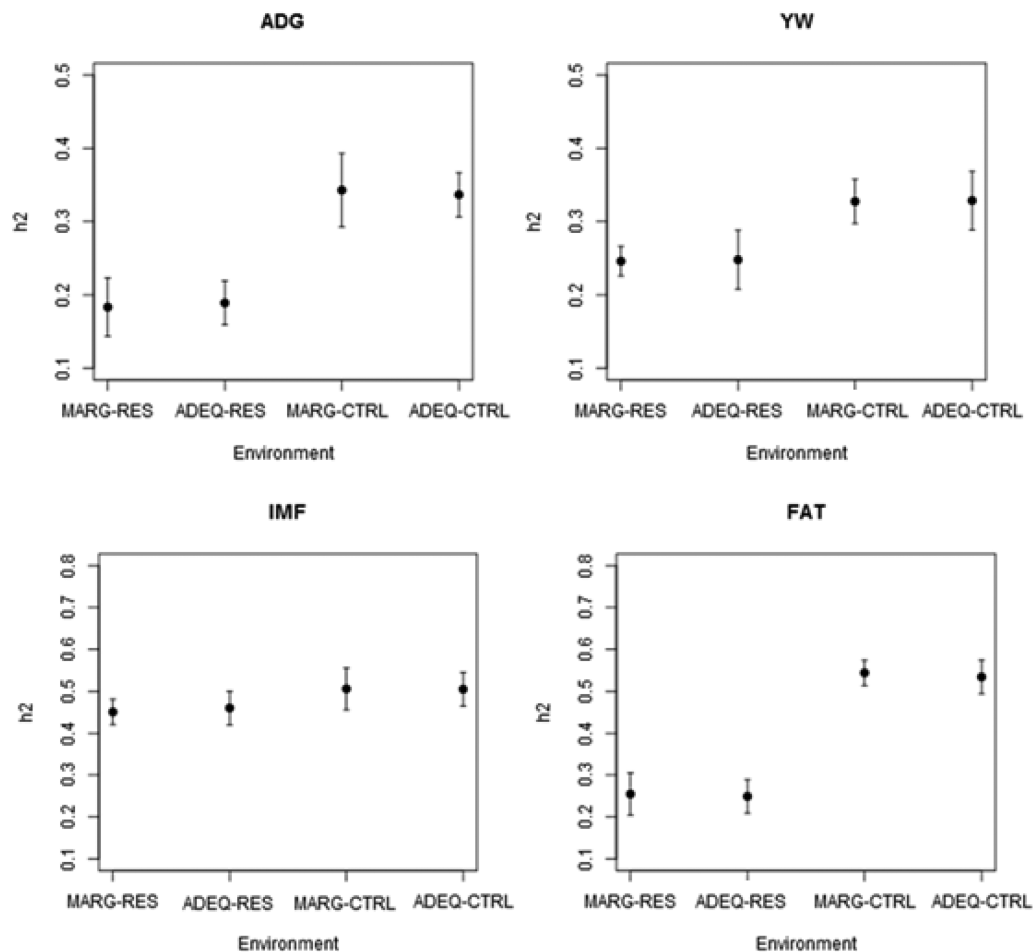 ADG
h2
0.5
0.4
0.3
0.2
0.1
MARG-RES ADEQ-RES MARG-CTRL ADEQ-CTRL
Environment
YW
h2
0.5
0.4
0.3
0.2
0.1
MARG-RES ADEQ-RES MARG-CTRL ADEQ-CTRL
Environment
IMF
h2
0.8
0.7
0.6
0.5
0.4
0.3
0.2
0.1
MARG-RES ADEQ-RES MARG-CTRL ADEQ-CTRL
Environment
FAT
h2
0.8
0.7
0.6
0.5
0.4
0.3
0.2
0.1
MARG-RES ADEQ-RES MARG-CTRL ADEQ-CTRL
Environment